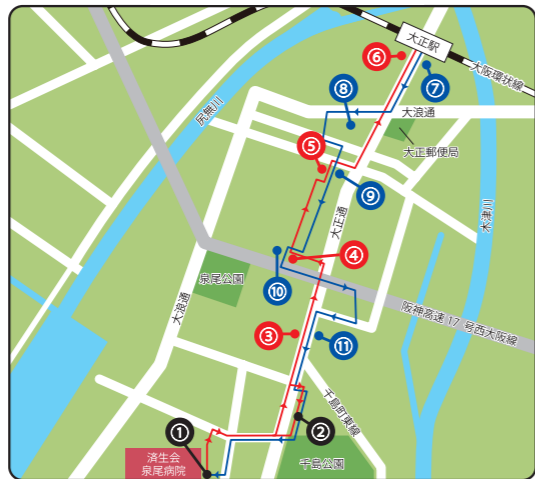 大正駅
大阪環状線
⑥
⑦
⑧
大浪通
尻無川
大正郵便局
⑤
⑨
木津川
大正通
④
⑩
泉尾公園
大浪通
阪神高速 17 号西大阪線
③
⑪
千島町東線
①
②
済生会
泉尾病院
千島公園